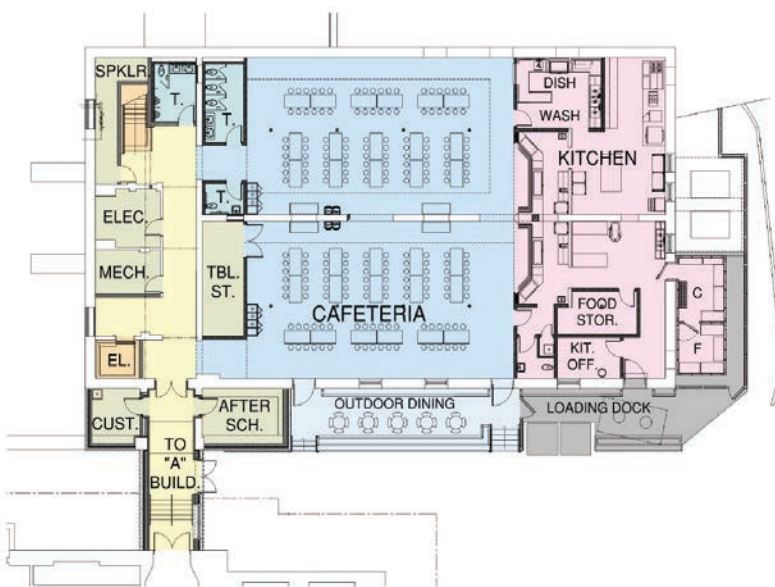 SPKLR.
T.
T.
T.
DISH
WASH
KITCHEN
ELEC.
MECH.
TBL.
ST.
CAFETERIA
FOOD
STOR.
C
F
EL.
KIT.
OFF.
CUST.
AFTER
SCH.
OUTDOOR DINING
LOADING DOCK
TO
"A"
BUILD.